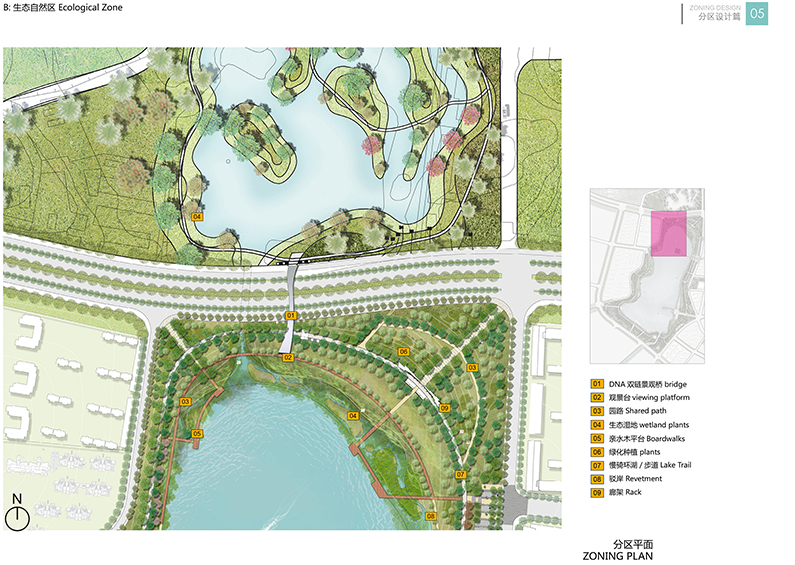 B: 生态自然区 Ecological Zone
ZONING DESIGN
分区设计篇
05
04
01
02
06
03
03
09
04
05
07
08
N
01 DNA 双链景观桥 bridge
02 观景台 viewing platform
03 园路 Shared path
04 生态湿地 wetland plants
05 亲水木平台 Boardwalks
06 绿化种植 plants
07 慢骑环湖 / 步道 Lake Trail
08 驳岸 Revetment
09 廊架 Rack
分区平面
ZONING PLAN